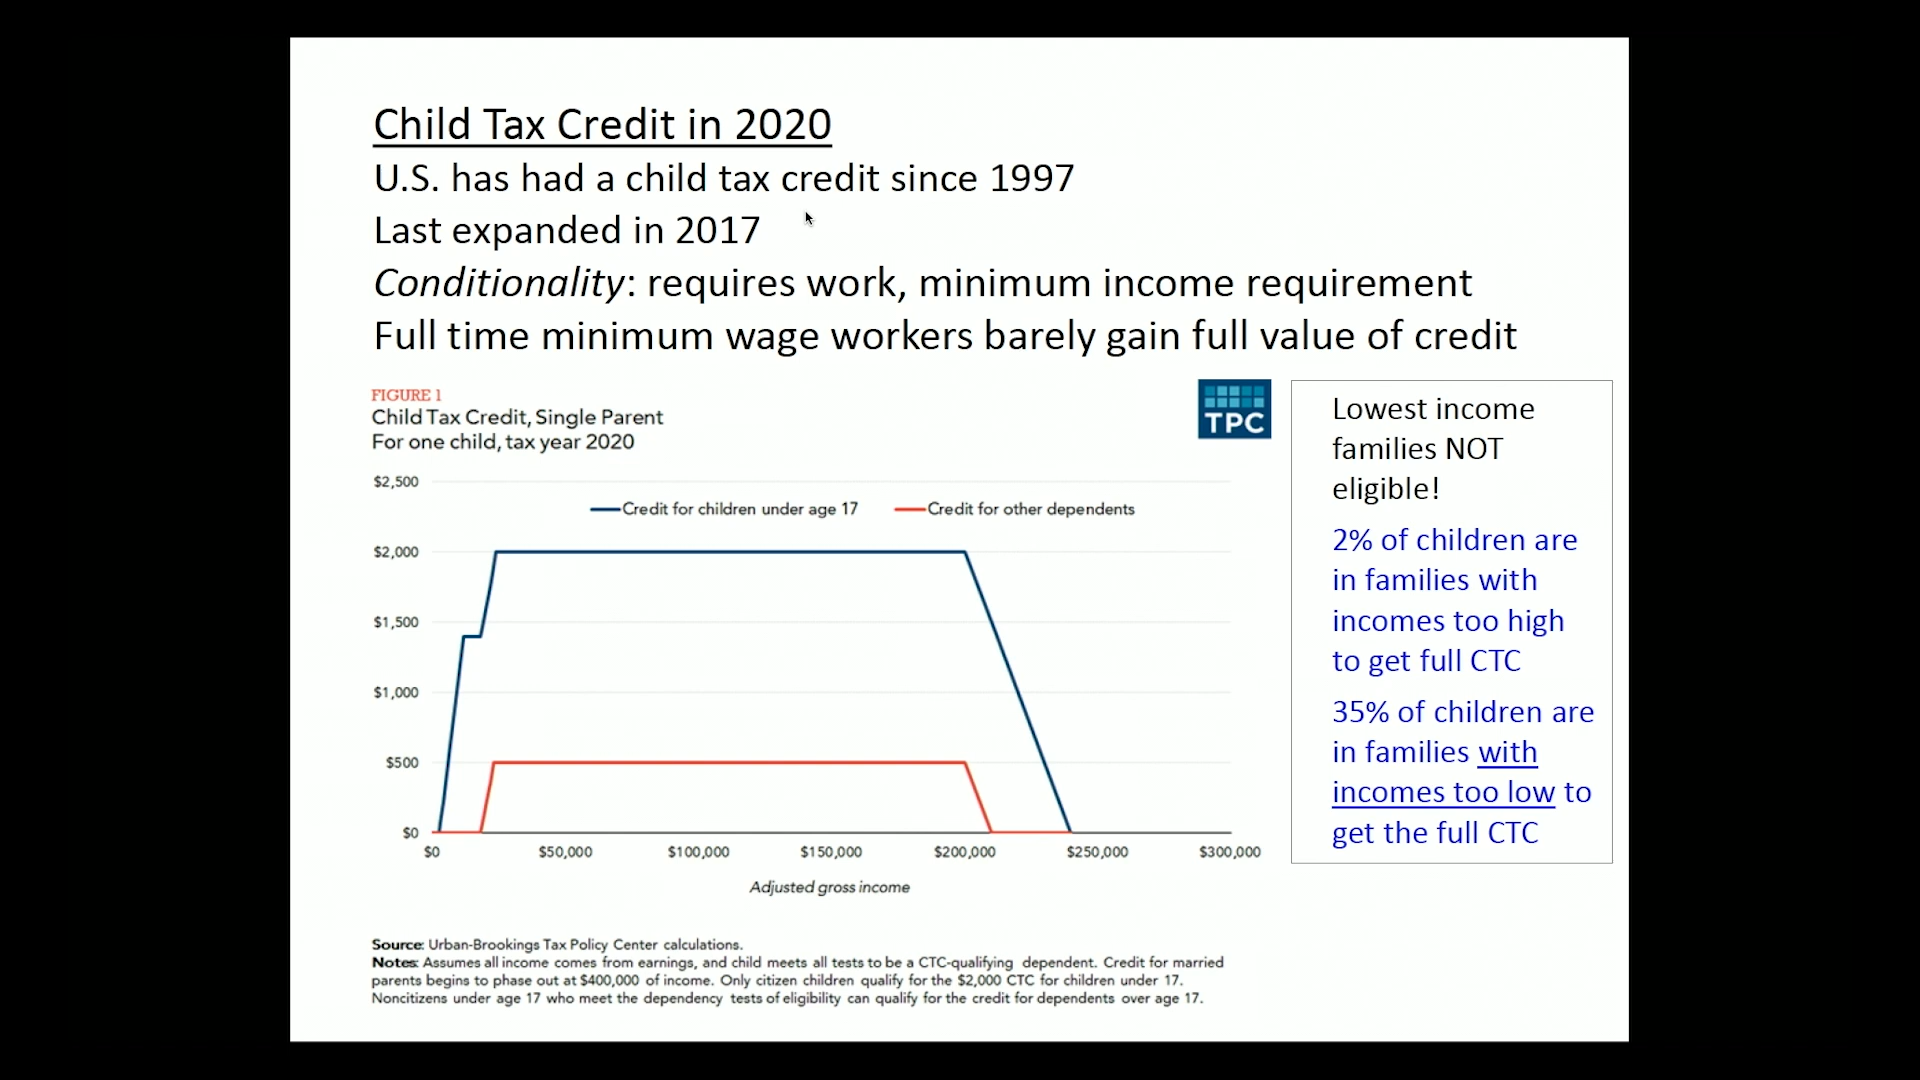 Child Tax Credit in 2020
U.S. has had a child tax credit since 1997
Last expanded in 2017
Conditionality: requires work, minimum income requirement
Full time minimum wage workers barely gain full value of credit
FIGURE 1
Child Tax Credit, Single Parent
For one child, tax year 2020
TPC
$2,500
Credit for children under age 17
Credit for other dependents
$2,000
$1,500
$1,000
$500
$0
$0 $50,000 $100,000 $150,000 $200,000 $250,000 $300,000
Adjusted gross income
Source: Urban-Brookings Tax Policy Center calculations.
Notes: Assumes all income comes from earnings, and child meets all tests to be a CTC-qualifying dependent. Credit for married
parents begins to phase out at $400,000 of income. Only citizen children qualify for the $2,000 CTC for children under 17.
Noncitizens under age 17 who meet the dependency tests of eligibility can qualify for the credit for dependents over age 17.
Lowest income
families NOT
eligible!
2% of children are
in families with
incomes too high
to get full CTC
35% of children are
in families with
incomes too low to
get the full CTC